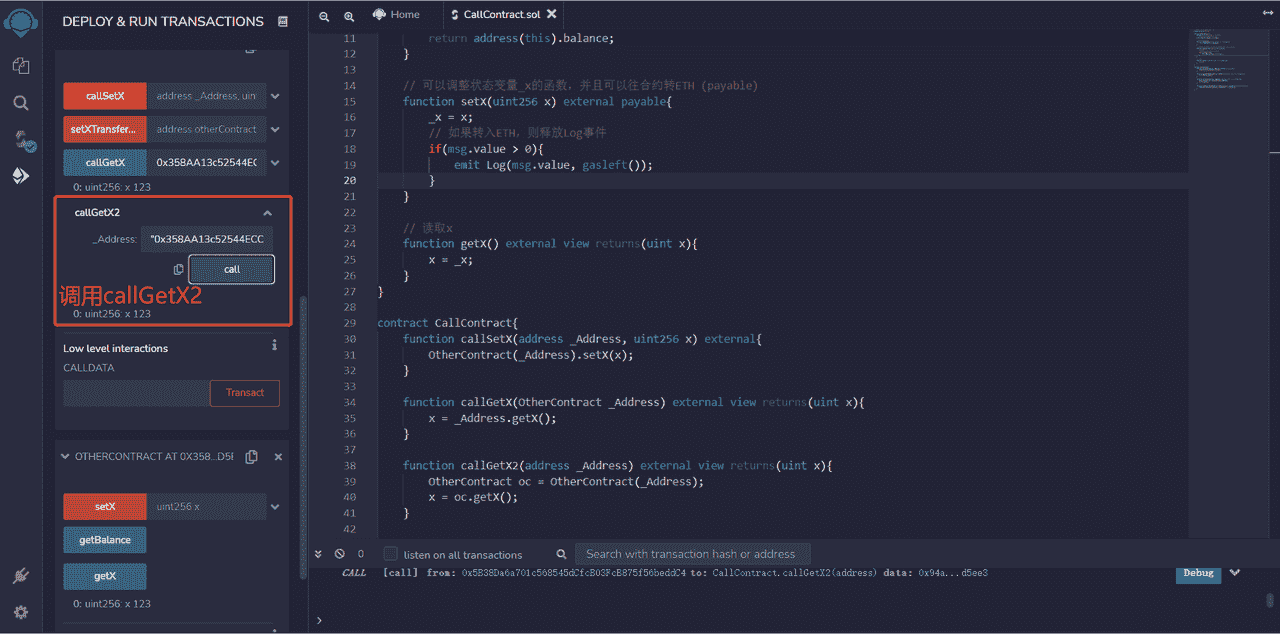 DEPLOY & RUN TRANSACTIONS
callSetX
address _Address, uint
setXTransfer...
address otherContract
callGetX
0x358AA13c52544EC
0: uint256: x 123
callGetX2
_Address:
"0x358AA13c52544ECC
call
调用callGetX2
0: uint256: x 123
Low level interactions
i
CALLDATA
Transact
OTHERCONTRACT AT 0X358...D5E
setX
uint256 x
getBalance
getX
0: uint256: x 123
Home
CallContract.sol
11 return address(this).balance;
12 }
13
14 // 可以调整状态变量_x的函数，并且可以往合约转ETH (payable)
15 function setX(uint256 x) external payable{
16 _x = x;
17 // 如果转入ETH，则释放Log事件
18 if(msg.value > 0){
19 emit Log(msg.value, gasleft());
20 }
21 }
22
23 // 读取x
24 function getX() external view returns(uint x){
25 x = _x;
26 }
27 }
28
29 contract CallContract{
30 function callSetX(address _Address, uint256 x) external{
31 OtherContract(_Address).setX(x);
32 }
33
34 function callGetX(OtherContract _Address) external view returns(uint x){
35 x = _Address.getX();
36 }
37
38 function callGetX2(address _Address) external view returns(uint x){
39 OtherContract oc = OtherContract(_Address);
40 x = oc.getX();
41 }
42
0
listen on all transactions
Search with transaction hash or address
CALL [call] from: 0x5B38Da6a701c568545dCfcB03FcB875f56beddC4 to: CallContract.callGetX2(address) data: 0x94a...d5ee3
Debug
>